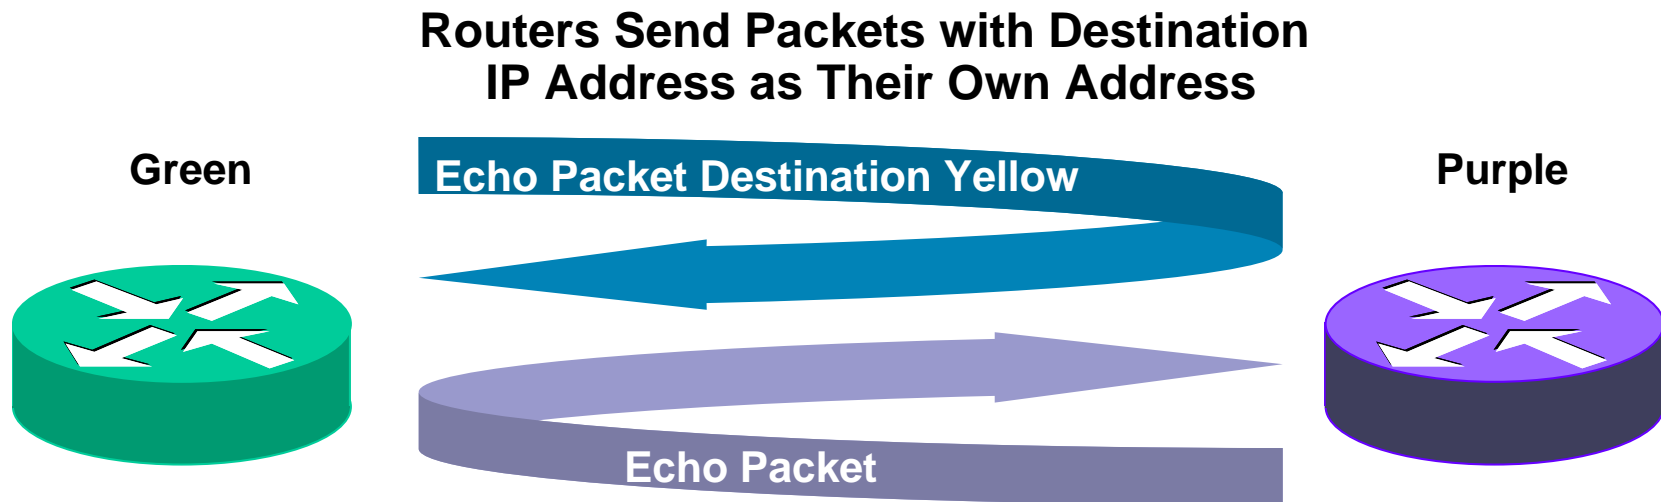 Routers Send Packets with Destination
IP Address as Their Own Address
Green
Echo Packet Destination Yellow
Purple
Echo Packet